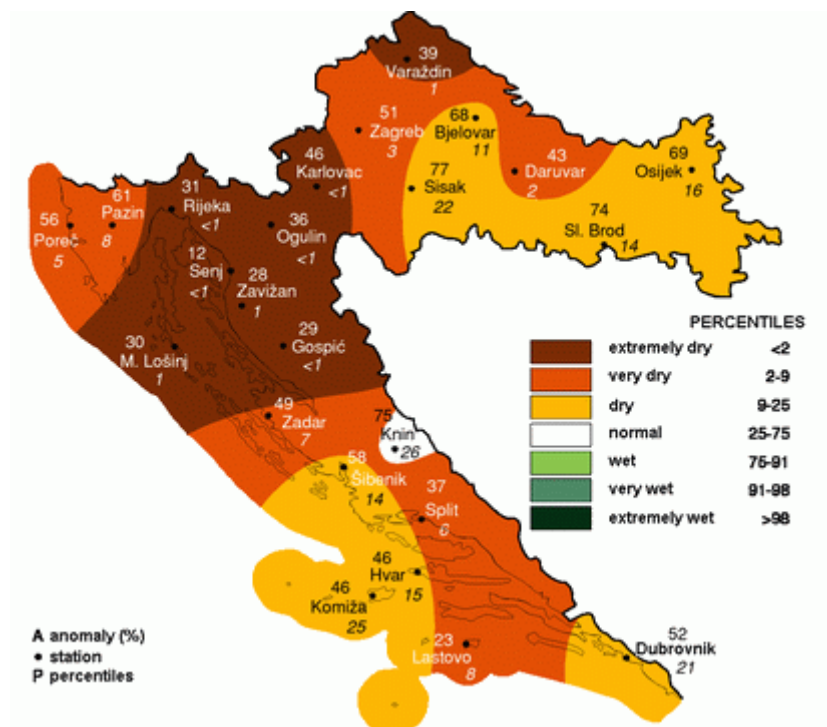 39
Varaždin
1
51
Zagreb
3
68
Bjelovar
11
43
Daruvar
2
69
Osijek
16
46
Karlovac
<1
77
Sisak
22
74
Sl. Brod
14
61
Pazin
8
56
Poreč
5
31
Rijeka
<1
36
Ogulin
<1
12
Senj
<1
28
Zavižan
1
30
M. Lošinj
1
29
Gospić
<1
49
Zadar
7
75
Knin
26
58
Šibenik
14
37
Split
6
46
Hvar
15
46
Komiža
25
23
Lastovo
8
52
Dubrovnik
21
PERCENTILES
extremely dry <2
very dry 2-9
dry 9-25
normal 25-75
wet 75-91
very wet 91-98
extremely wet >98
A anomaly (%)
• station
P percentiles